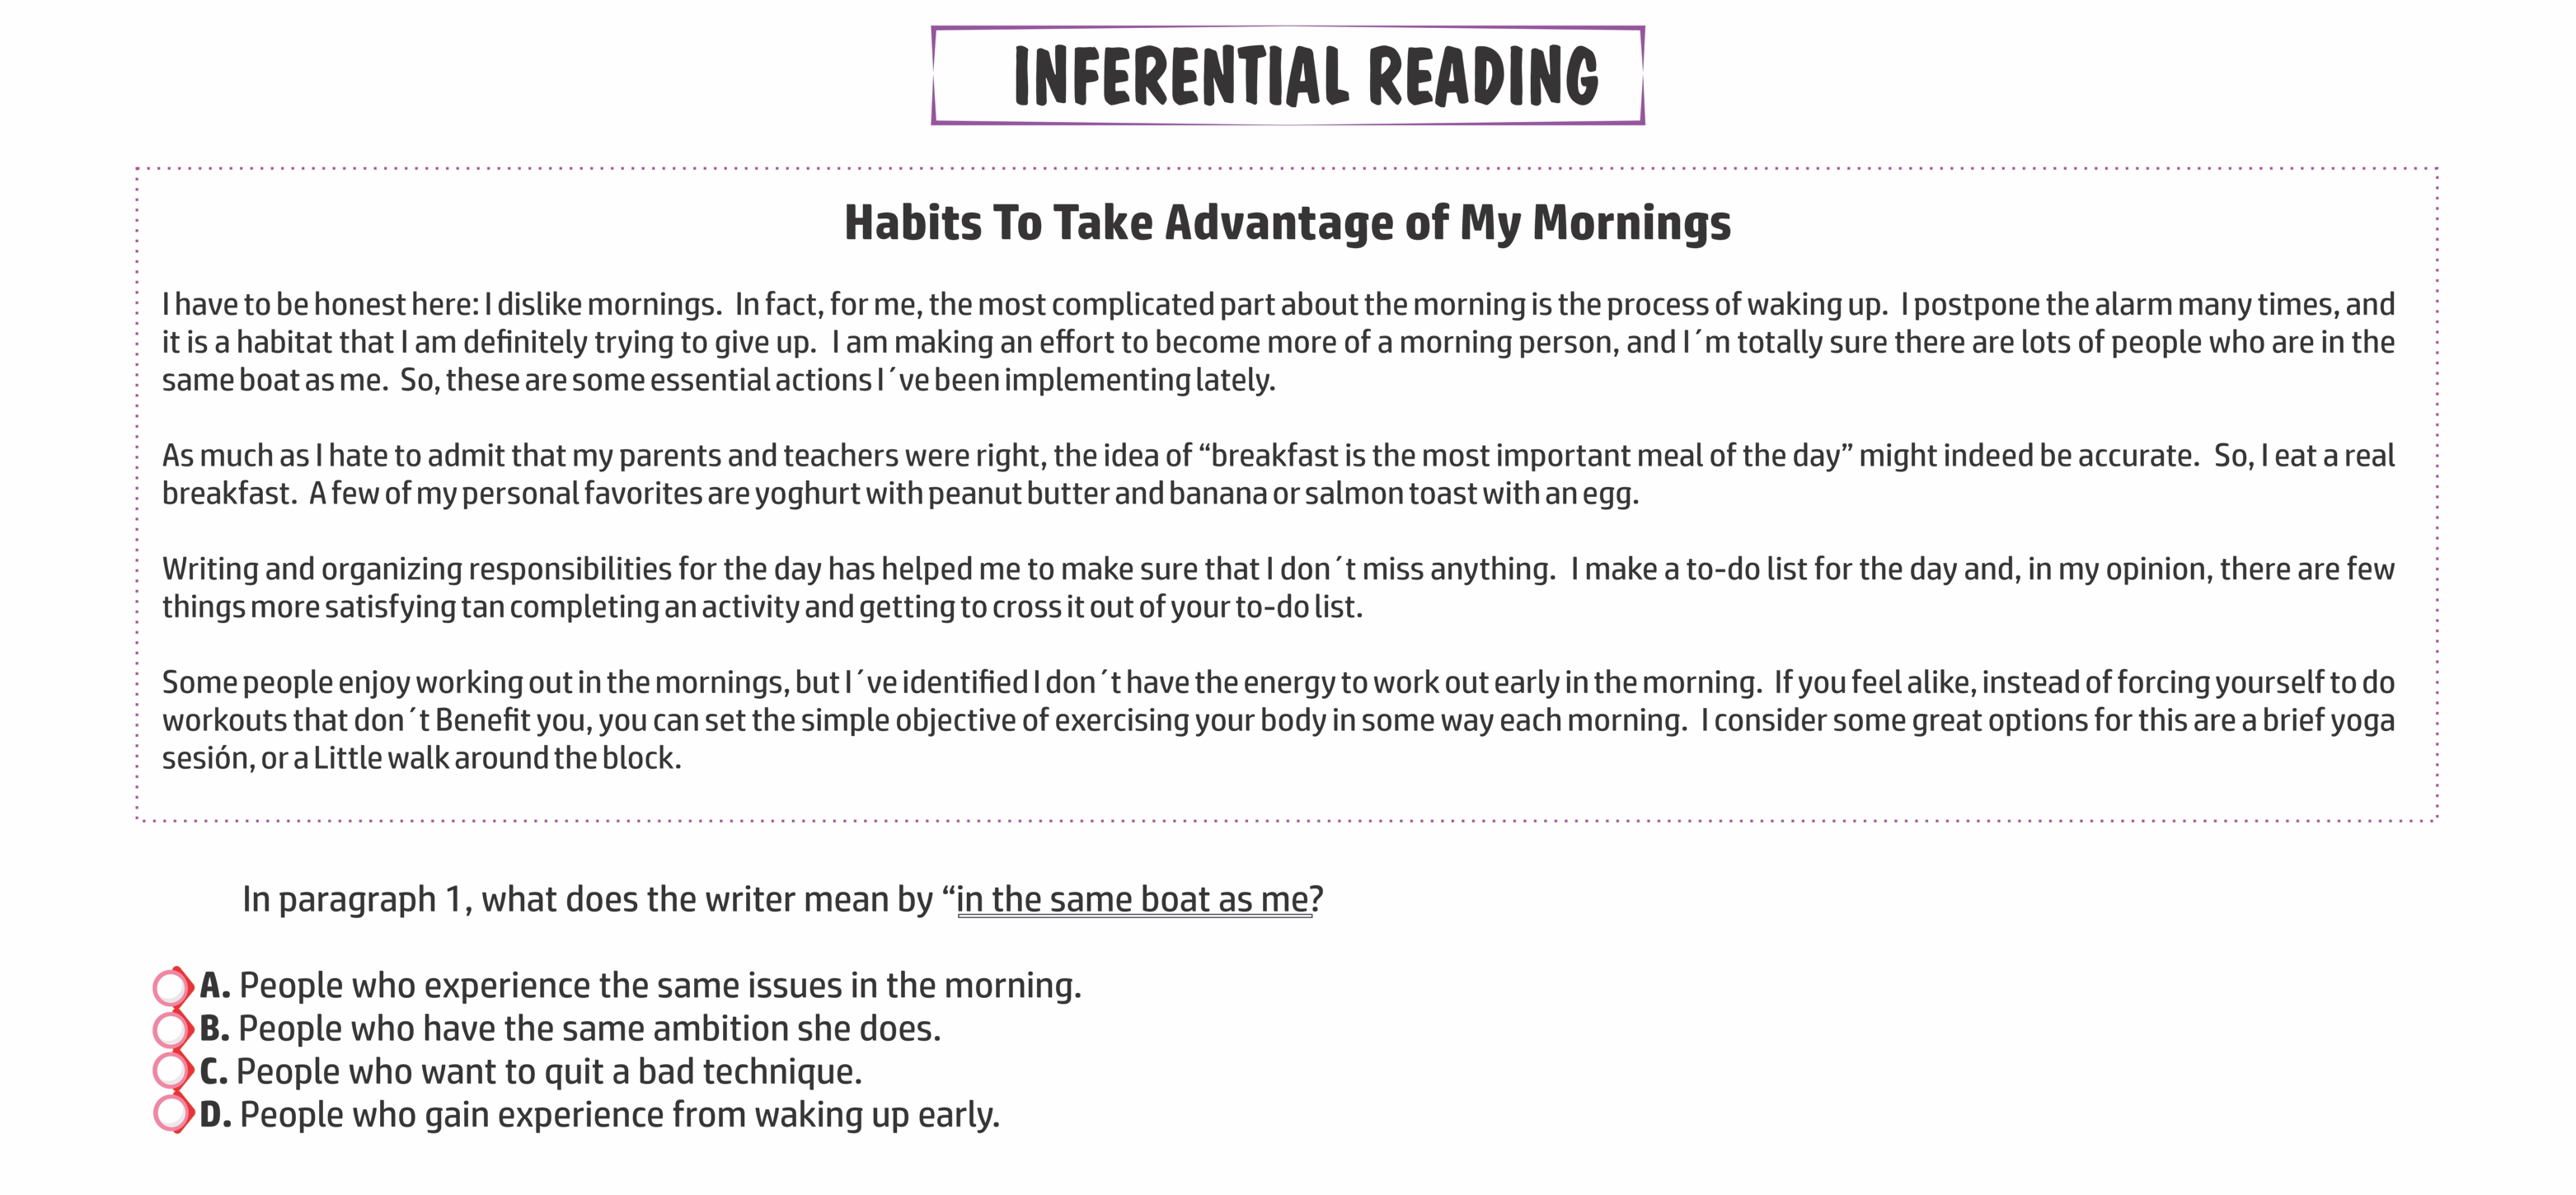 INFERENTIAL READING
Habits To Take Advantage of My Mornings
I have to be honest here: I dislike mornings. In fact, for me, the most complicated part about the morning is the process of waking up. I postpone the alarm many times, and
it is a habitat that I am definitely trying to give up. I am making an effort to become more of a morning person, and I´m totally sure there are lots of people who are in the
same boat as me. So, these are some essential actions I´ve been implementing lately.
As much as I hate to admit that my parents and teachers were right, the idea of “breakfast is the most important meal of the day” might indeed be accurate. So, I eat a real
breakfast. A few of my personal favorites are yoghurt with peanut butter and banana or salmon toast with an egg.
Writing and organizing responsibilities for the day has helped me to make sure that I don´t miss anything. I make a to-do list for the day and, in my opinion, there are few
things more satisfying tan completing an activity and getting to cross it out of your to-do list.
Some people enjoy working out in the mornings, but I´ve identified I don´t have the energy to work out early in the morning. If you feel alike, instead of forcing yourself to do
workouts that don´t Benefit you, you can set the simple objective of exercising your body in some way each morning. I consider some great options for this are a brief yoga
sesión, or a Little walk around the block.
In paragraph 1, what does the writer mean by “in the same boat as me?
A. People who experience the same issues in the morning.
B. People who have the same ambition she does.
C. People who want to quit a bad technique.
D. People who gain experience from waking up early.